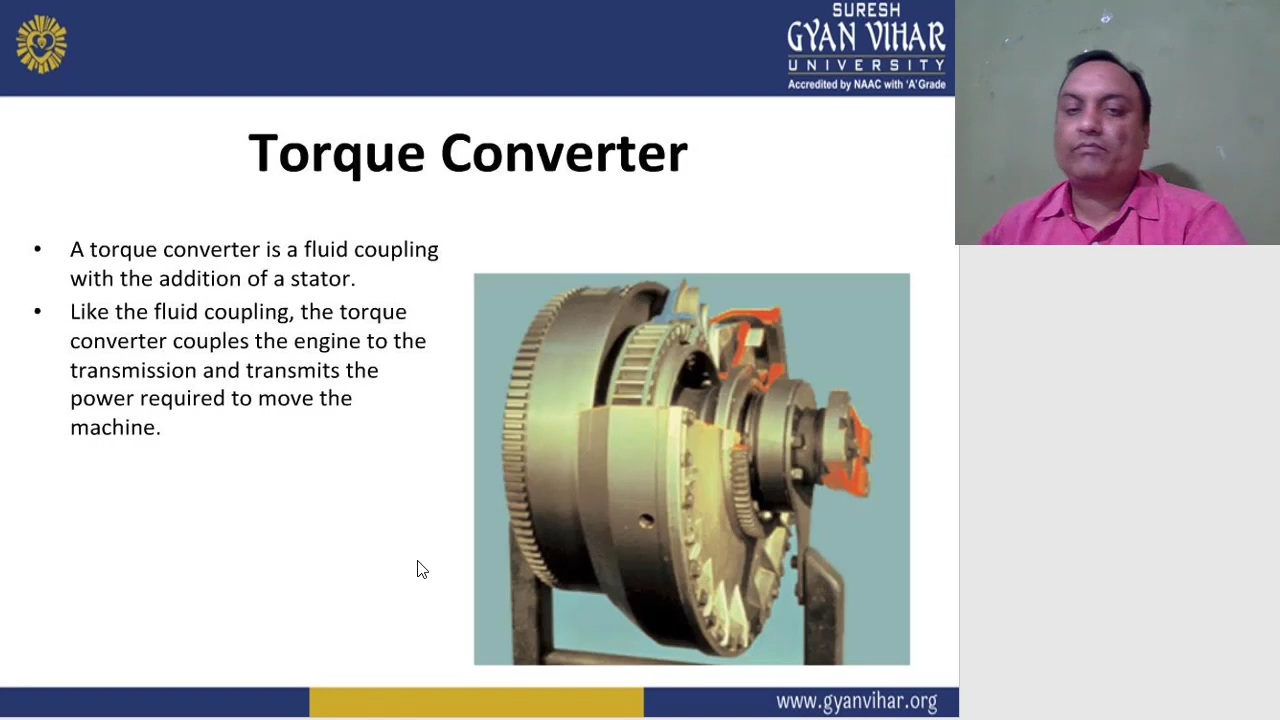 SURESH
GYAN VIHAR
UNIVERSITY
Accredited by NAAC with 'A' Grade
Torque Converter
• A torque converter is a fluid coupling
with the addition of a stator.
• Like the fluid coupling, the torque
converter couples the engine to the
transmission and transmits the
power required to move the
machine.
www.gyanvihar.org